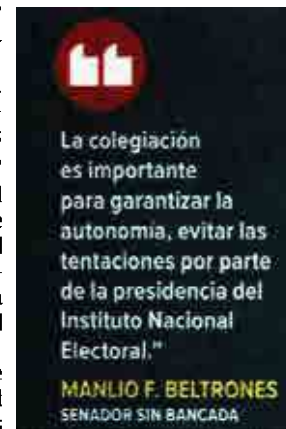 La colegiación
es importante
para garantizar la
autonomía, evitar las
tentaciones por parte
de la presidencia del
Instituto Nacional
Electoral."
MANLIO F. BELTRONES
SENADOR SIN BANCADA